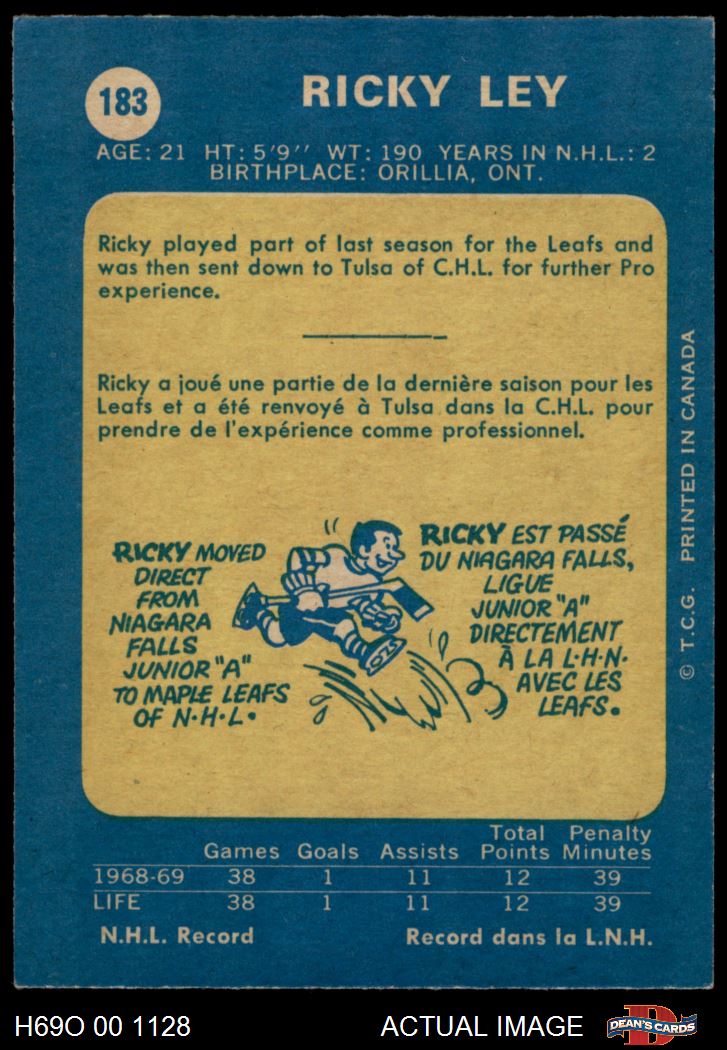 183
RICKY LEY
AGE: 21 HT: 5'9'' WT: 190 YEARS IN N.H.L.: 2
BIRTHPLACE: ORILLIA, ONT.
Ricky played part of last season for the Leafs and
was then sent down to Tulsa of C.H.L. for further Pro
experience.
Ricky a joué une partie de la dernière saison pour les
Leafs et a été renvoyé à Tulsa dans la C.H.L. pour
prendre de l'expérience comme professionnel.
RICKY MOVED
DIRECT
FROM
NIAGARA
FALLS
JUNIOR "A"
TO MAPLE LEAFS
OF N.H.L.
RICKY EST PASSÉ
DU NIAGARA FALLS,
LIGUE
JUNIOR "A"
DIRECTEMENT
À LA L.H.N.
AVEC LES
LEAFS.
© T.C.G. PRINTED IN CANADA
Games Goals Assists Total Points Penalty Minutes
1968-69 38 1 11 12 39
LIFE 38 1 11 12 39
N.H.L. Record Record dans la L.N.H.
H69O 00 1128 ACTUAL IMAGE DEAN'S CARDS